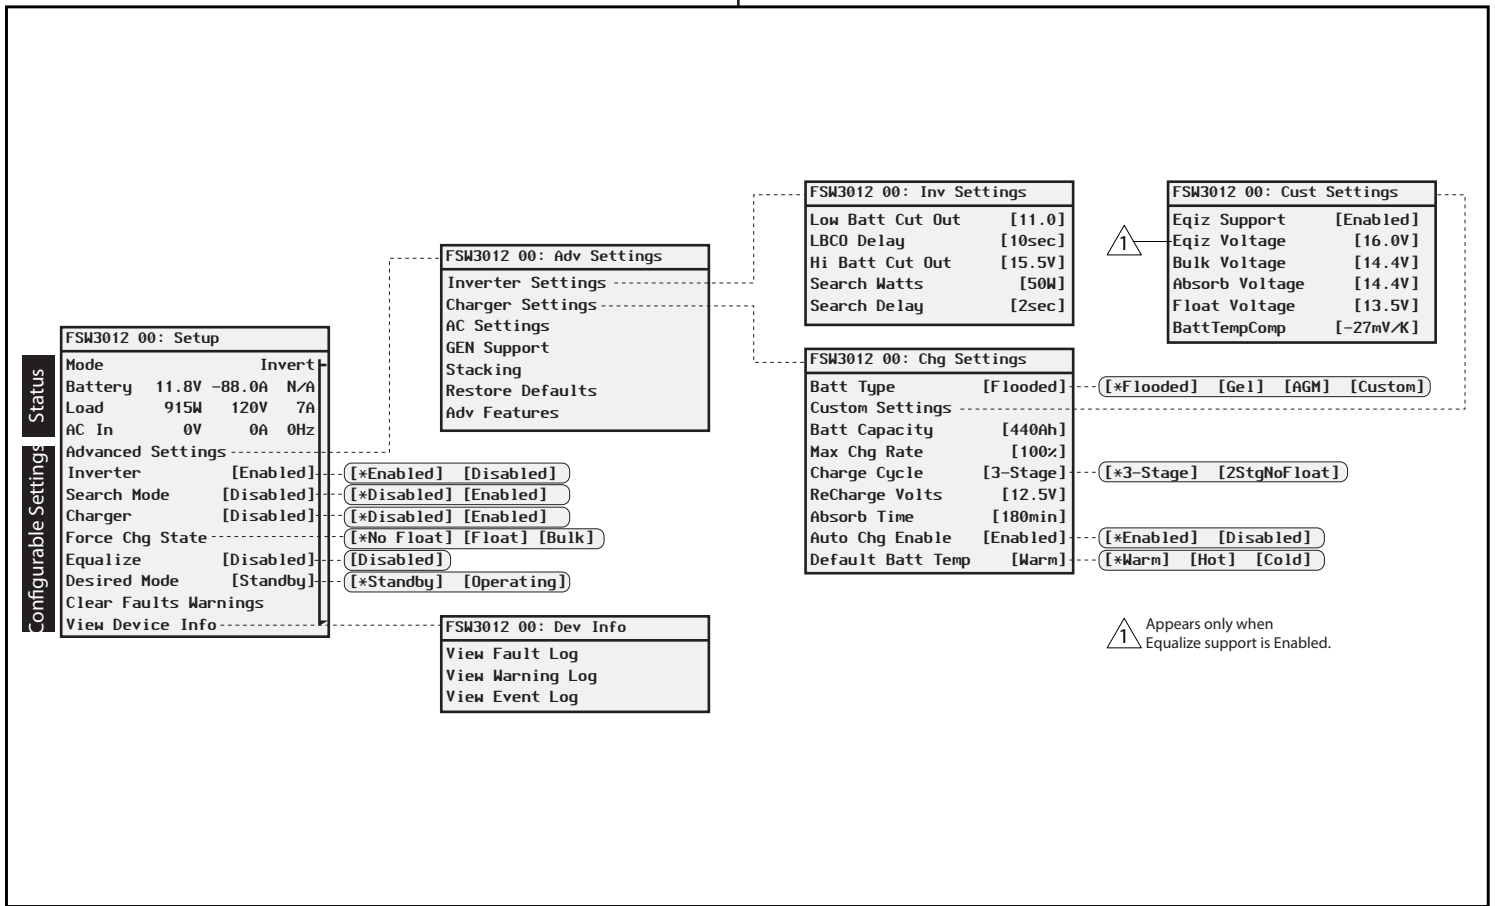 Status
Configurable Settings
FSW3012 00: Setup
Mode Invert
Battery 11.8V -88.0A N/A
Load 915W 120V 7A
AC In 0V 0A 0Hz
Advanced Settings
Inverter [Enabled] [*Enabled] [Disabled]
Search Mode [Disabled] [*Disabled] [Enabled]
Charger [Disabled] [*Disabled] [Enabled]
Force Chg State [*No Float] [Float] [Bulk]
Equalize [Disabled] [Disabled]
Desired Mode [Standby] [*Standby] [Operating]
Clear Faults Warnings
View Device Info
FSW3012 00: Adv Settings
Inverter Settings
Charger Settings
AC Settings
GEN Support
Stacking
Restore Defaults
Adv Features
FSW3012 00: Dev Info
View Fault Log
View Warning Log
View Event Log
FSW3012 00: Inv Settings
Low Batt Cut Out [11.0]
LBCO Delay [10sec]
Hi Batt Cut Out [15.5V]
Search Watts [50W]
Search Delay [2sec]
FSW3012 00: Chg Settings
Batt Type [Flooded] [*Flooded] [Gel] [AGM] [Custom]
Custom Settings
Batt Capacity [440Ah]
Max Chg Rate [100%]
Charge Cycle [3-Stage] [*3-Stage] [2StgNoFloat]
ReCharge Volts [12.5V]
Absorb Time [180min]
Auto Chg Enable [Enabled] [*Enabled] [Disabled]
Default Batt Temp [Warm] [*Warm] [Hot] [Cold]
FSW3012 00: Cust Settings
Eqiz Support [Enabled]
1 Eqiz Voltage [16.0V]
Bulk Voltage [14.4V]
Absorb Voltage [14.4V]
Float Voltage [13.5V]
BattTempComp [-27mV/K]
1 Appears only when
Equalize support is Enabled.